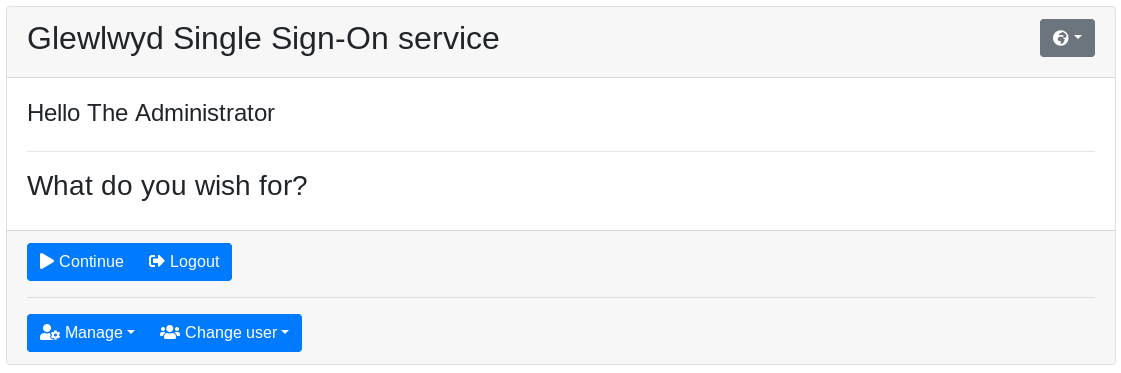 Glewlwyd Single Sign-On service
Hello The Administrator
What do you wish for?
Continue Logout
Manage Change user